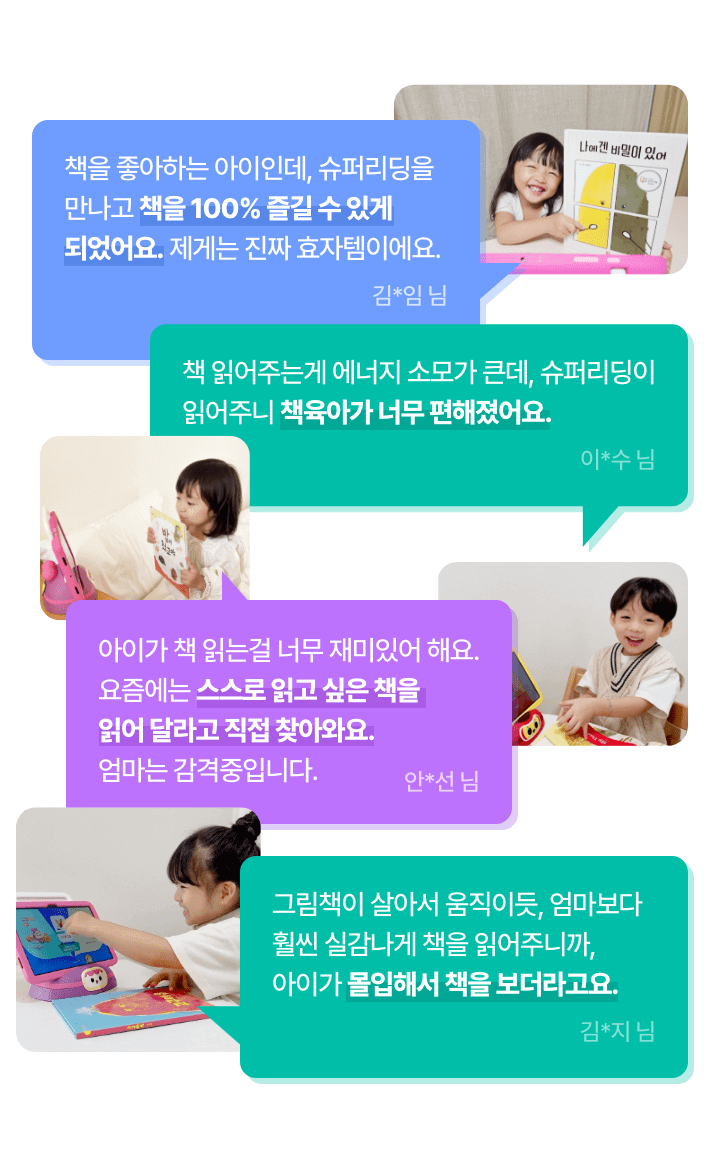 나에겐 비밀이 있어
책을 좋아하는 아이인데, 슈퍼리딩을
만나고 책을 100% 즐길 수 있게
되었어요. 제게는 진짜 효자템이에요.
김*임 님
책 읽어주는게 에너지 소모가 큰데, 슈퍼리딩이
읽어주니 책육아가 너무 편해졌어요.
이*수 님
아이가 책 읽는걸 너무 재미있어 해요.
요즘에는 스스로 읽고 싶은 책을
읽어 달라고 직접 찾아와요.
엄마는 감격중입니다.
안*선 님
그림책이 살아서 움직이듯, 엄마보다
훨씬 실감나게 책을 읽어주니까,
아이가 몰입해서 책을 보더라고요.
김*지 님